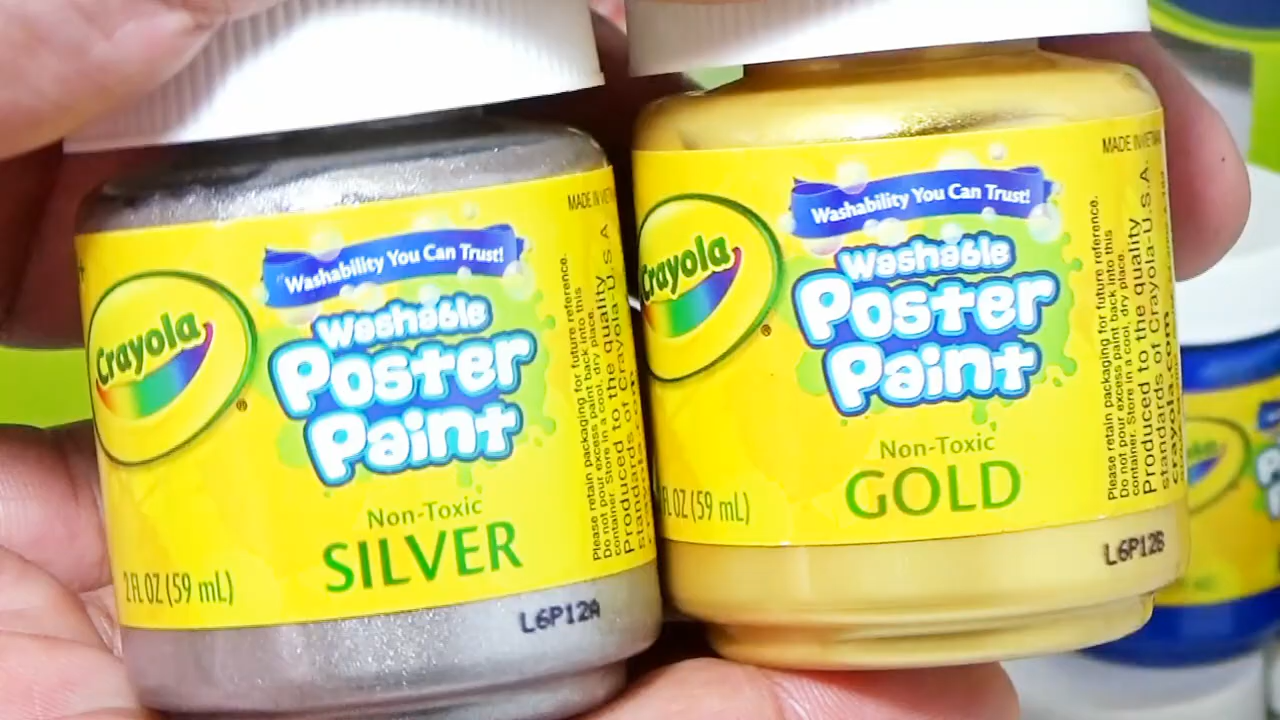 MADE IN VIETNAM
Washability You Can Trust!
Crayola
®
Washable
Poster
Paint
Non-Toxic
SILVER
2 FL OZ (59 mL)
Please retain packaging for future reference.
Do not pour excess paint back into this
container. Store in a cool, dry place.
Produced to the quality
standards of Crayola-U.S.A.
L6P12A
MADE IN VIETNAM
Washability You Can Trust!
Crayola
®
Washable
Poster
Paint
Non-Toxic
GOLD
FL OZ (59 mL)
Please retain packaging for future reference.
Do not pour excess paint back into this
container. Store in a cool, dry place.
Produced to the quality
standards of Crayola-U.S.A.
crayola.com
L6P12B